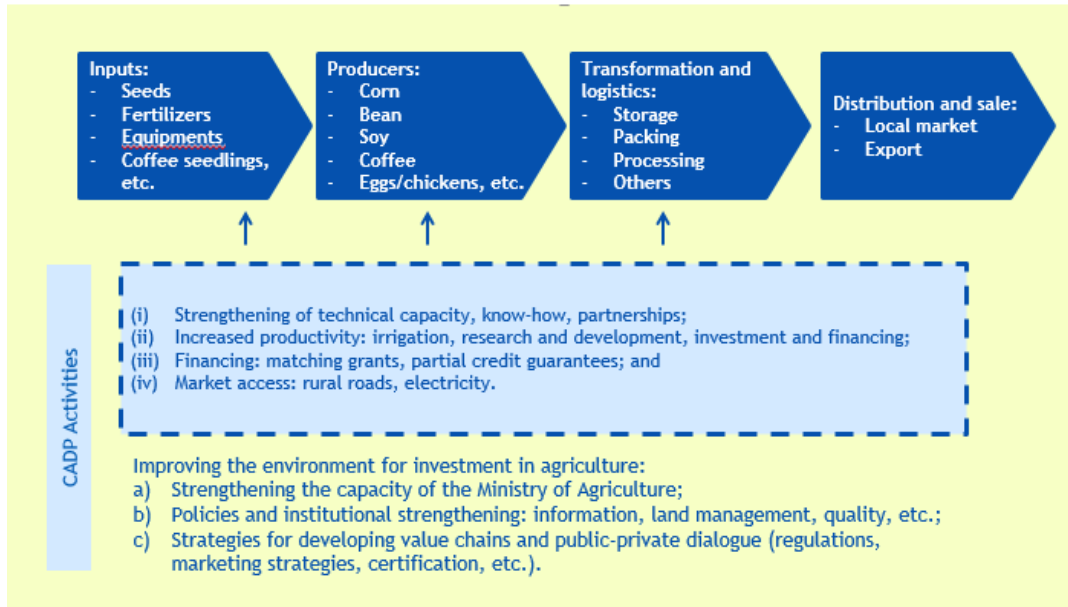 Inputs:
- Seeds
- Fertilizers
- Equipments
- Coffee seedlings,
etc.
Producers:
- Corn
- Bean
- Soy
- Coffee
- Eggs/chickens, etc.
Transformation and
logistics:
- Storage
- Packing
- Processing
- Others
Distribution and sale:
- Local market
- Export
CADP Activities
(i) Strengthening of technical capacity, know-how, partnerships;
(ii) Increased productivity: irrigation, research and development, investment and financing;
(iii) Financing: matching grants, partial credit guarantees; and
(iv) Market access: rural roads, electricity.
Improving the environment for investment in agriculture:
a) Strengthening the capacity of the Ministry of Agriculture;
b) Policies and institutional strengthening: information, land management, quality, etc.;
c) Strategies for developing value chains and public-private dialogue (regulations,
marketing strategies, certification, etc.).